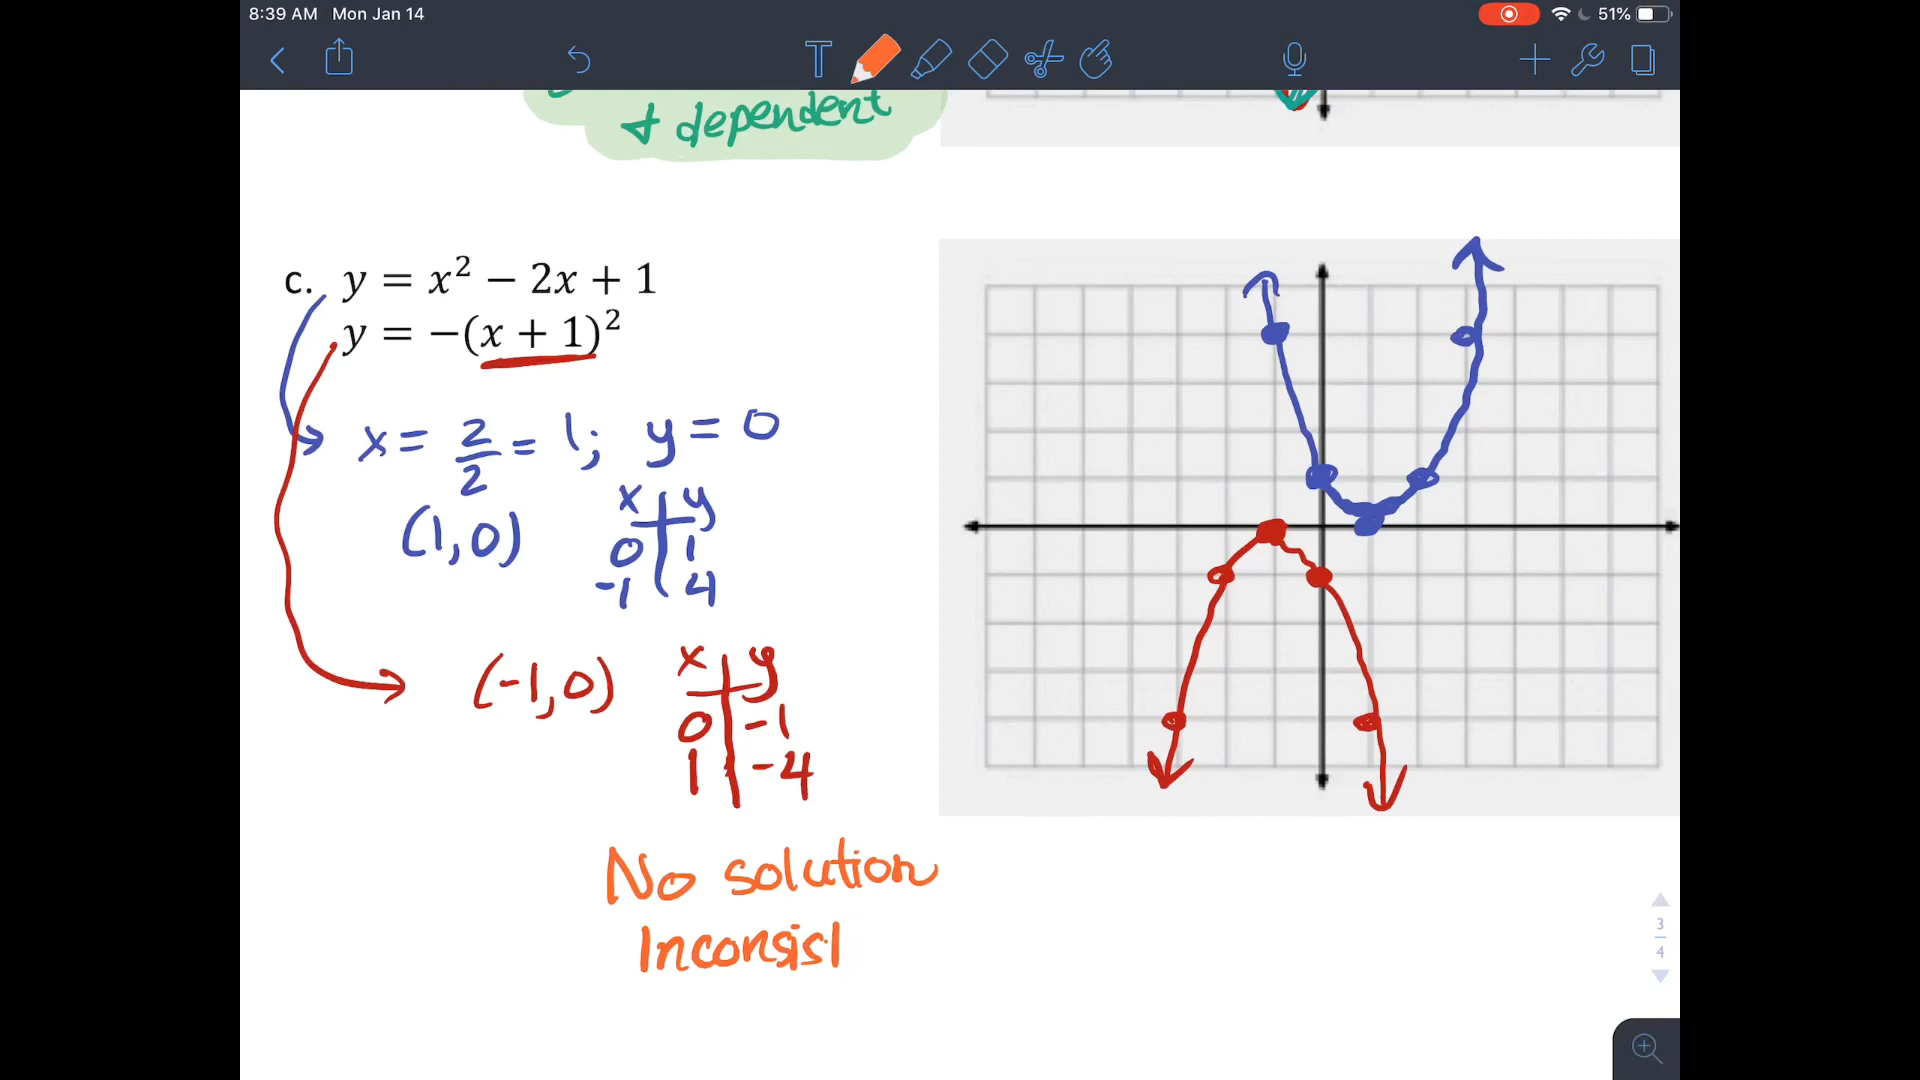 8:39 AM Mon Jan 14
51%
T
+ dependent
c. y = x² − 2x + 1
y = −(x + 1)²
x = 2/2 = 1; y = 0
(1,0)
x y
0 1
-1 4
(-1,0)
x y
0 -1
1 -4
No solution
Inconsisl
3
4